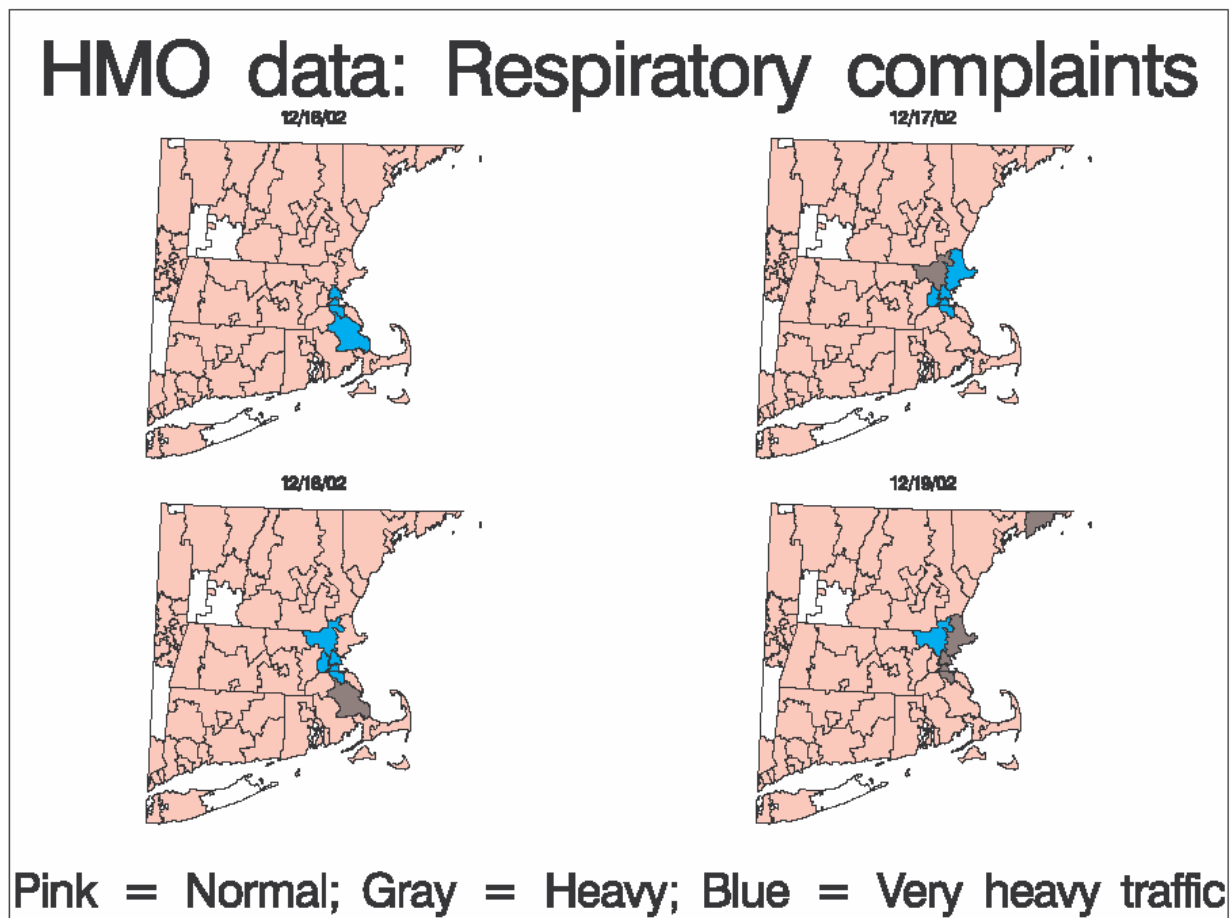 HMO data: Respiratory complaints
12/16/02
12/17/02
12/18/02
12/19/02
Pink = Normal; Gray = Heavy; Blue = Very heavy traffic